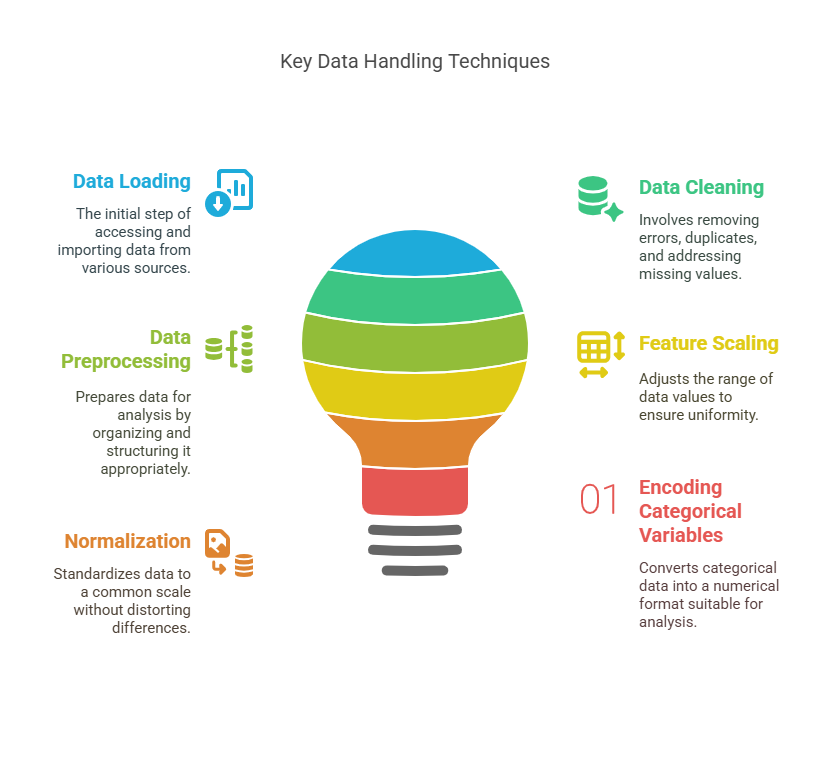 Key Data Handling Techniques
Data Loading
The initial step of
accessing and
importing data from
various sources.
Data Cleaning
Involves removing
errors, duplicates,
and addressing
missing values.
Data
Preprocessing
Prepares data for
analysis by
organizing and
structuring it
appropriately.
Feature Scaling
Adjusts the range of
data values to
ensure uniformity.
Normalization
Standardizes data to
a common scale
without distorting
differences.
01
Encoding
Categorical
Variables
Converts categorical
data into a numerical
format suitable for
analysis.